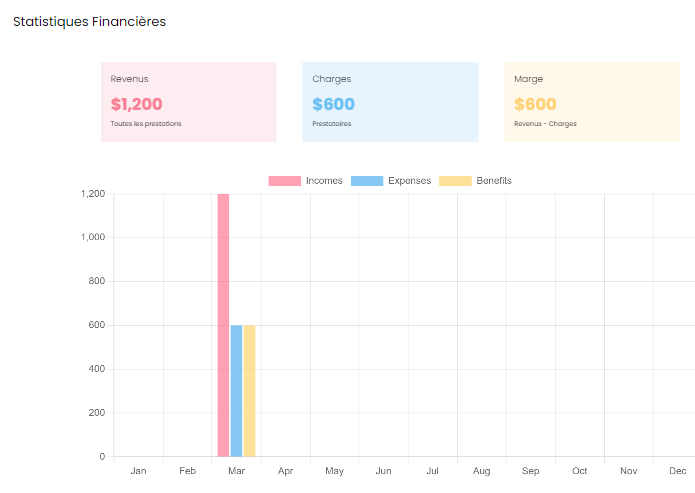 Statistiques Financières
Revenus
$1,200
Toutes les prestations
Charges
$600
Prestataires
Marge
$600
Revenus - Charges
Incomes Expenses Benefits
1,200
1,000
800
600
400
200
0
Jan Feb Mar Apr May Jun Jul Aug Sep Oct Nov Dec